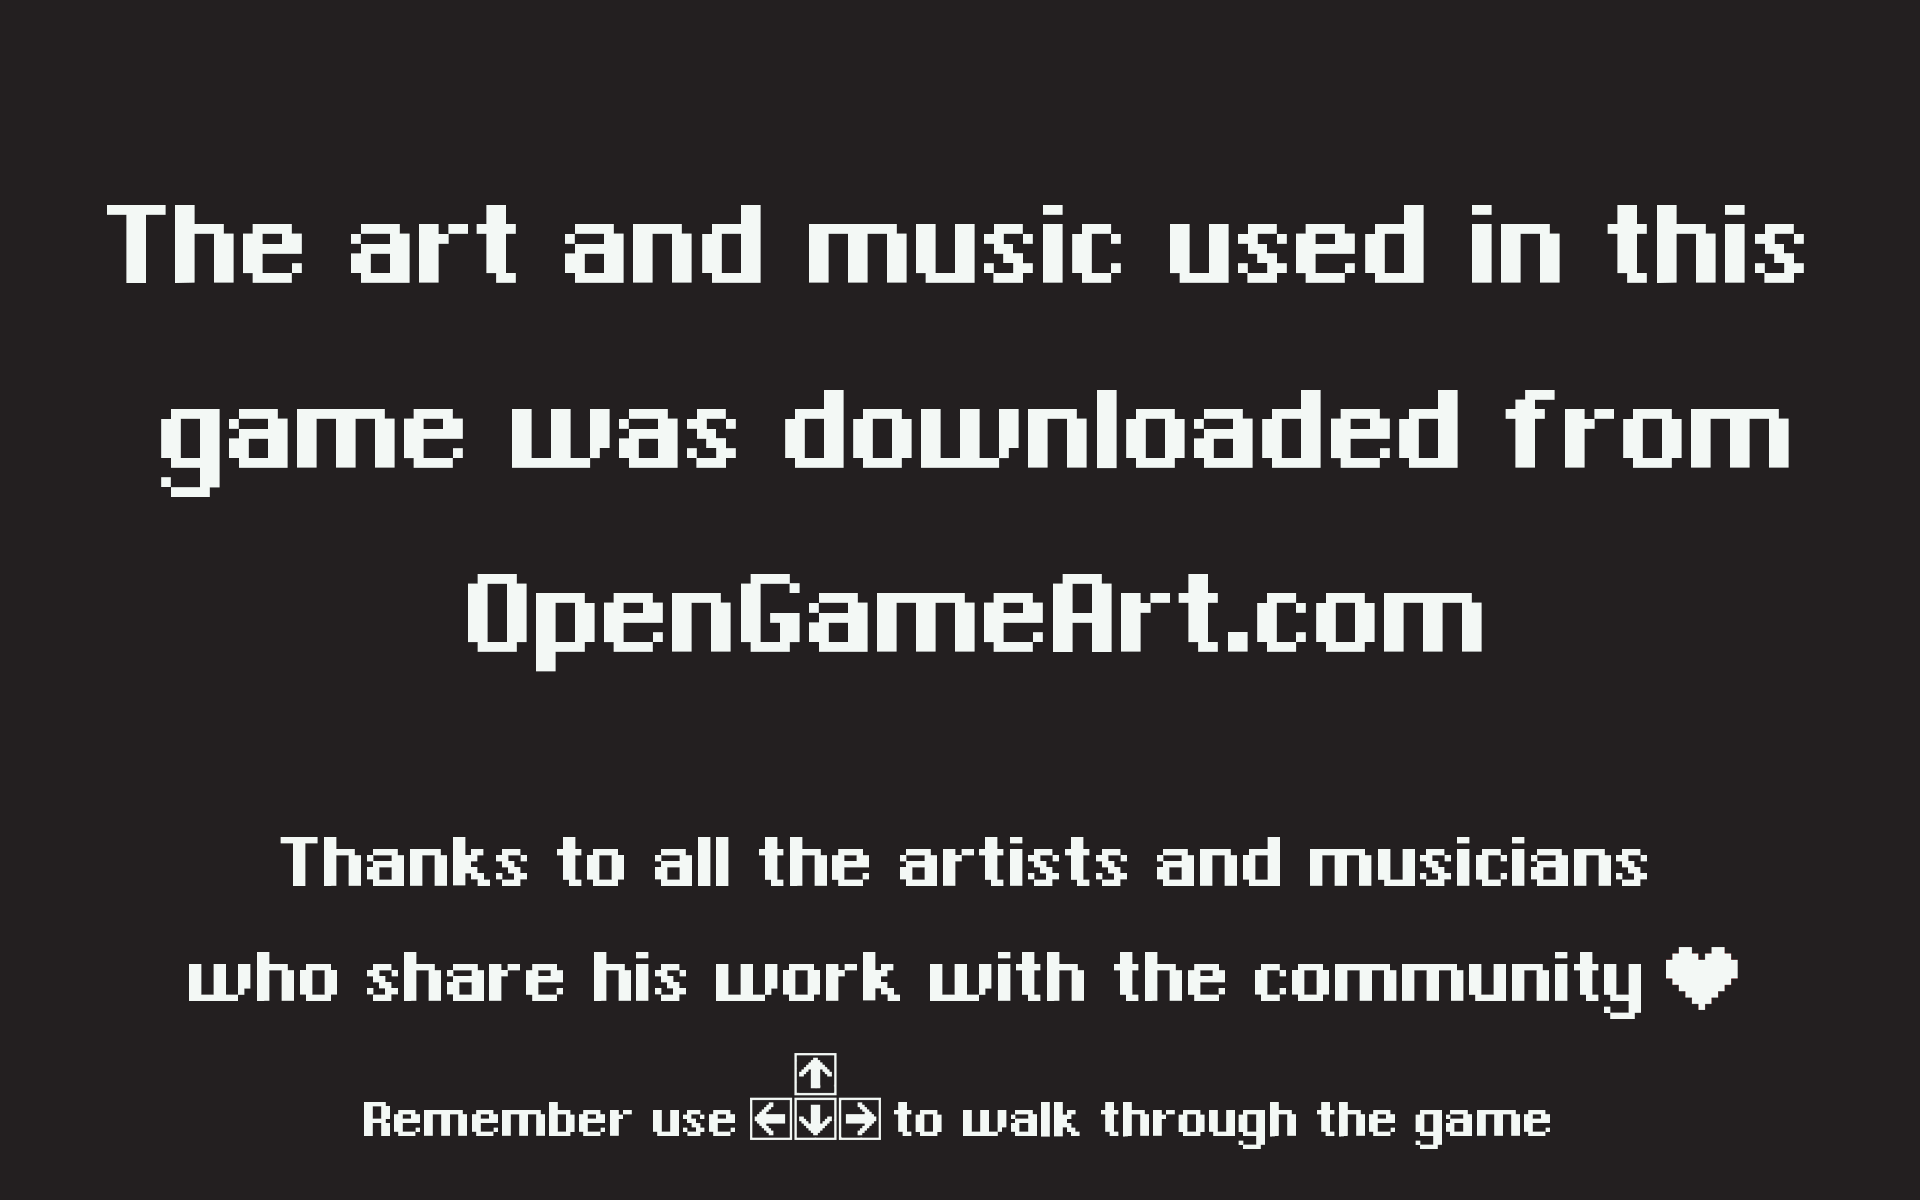 The art and music used in this
game was downloaded from
OpenGameArt.com
Thanks to all the artists and musicians
who share his work with the community ♥
Remember use ↑ ← ↓ → to walk through the game